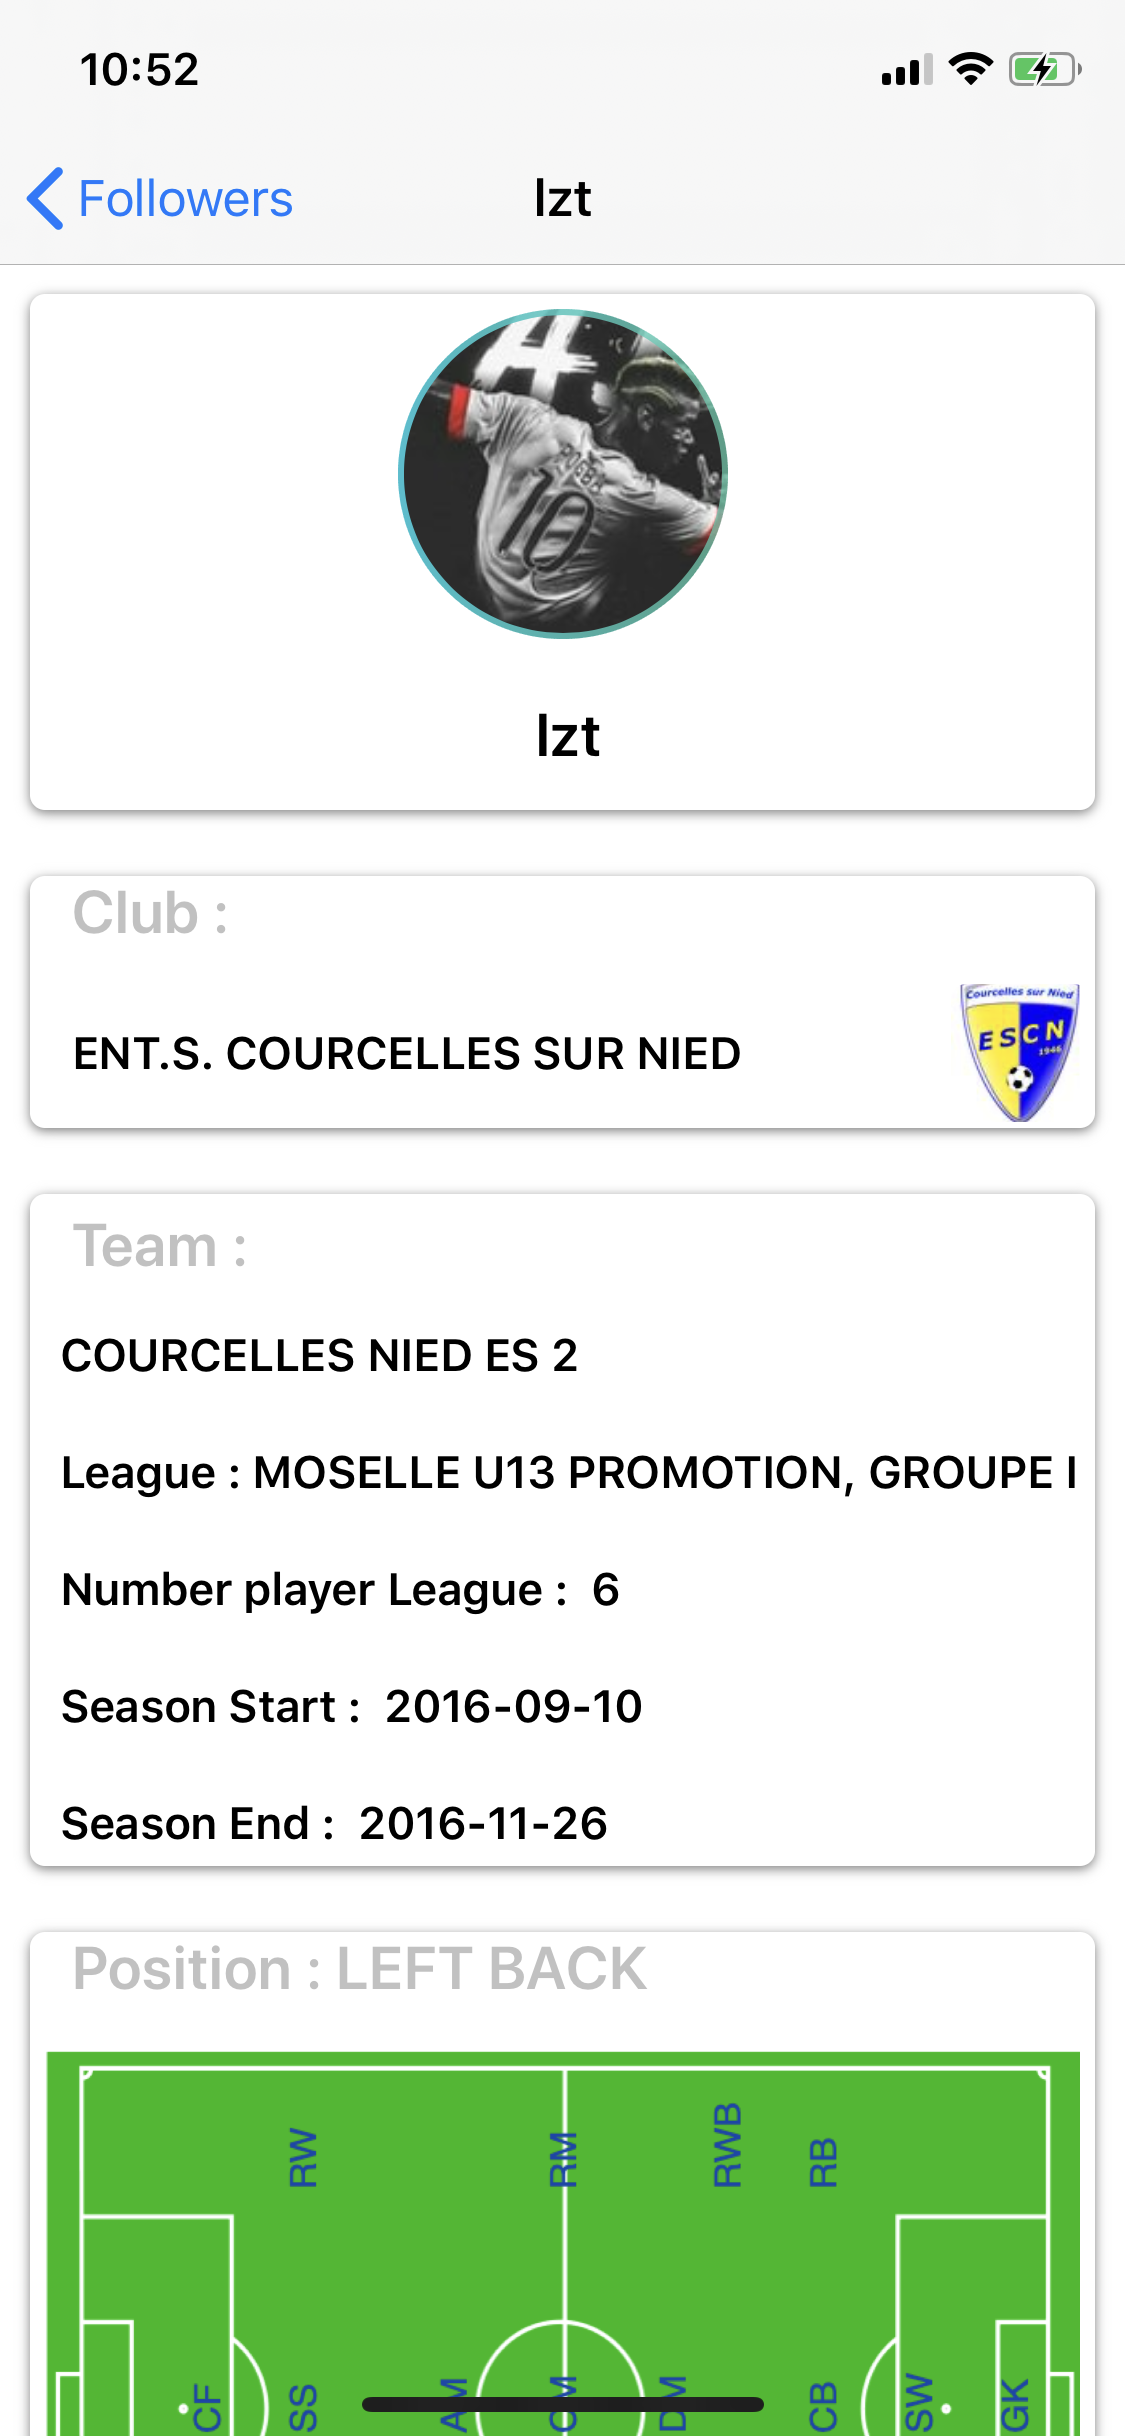 10:52
Followers
lzt
A
POGBA
10
lzt
Club :
ENT.S. COURCELLES SUR NIED
Courcelles sur Nied
ESCN
1946
Team :
COURCELLES NIED ES 2
League : MOSELLE U13 PROMOTION, GROUPE I
Number player League : 6
Season Start : 2016-09-10
Season End : 2016-11-26
Position : LEFT BACK
RW
RM
RWB
RB
CF
SS
AM
CM
DM
CB
SW
GK